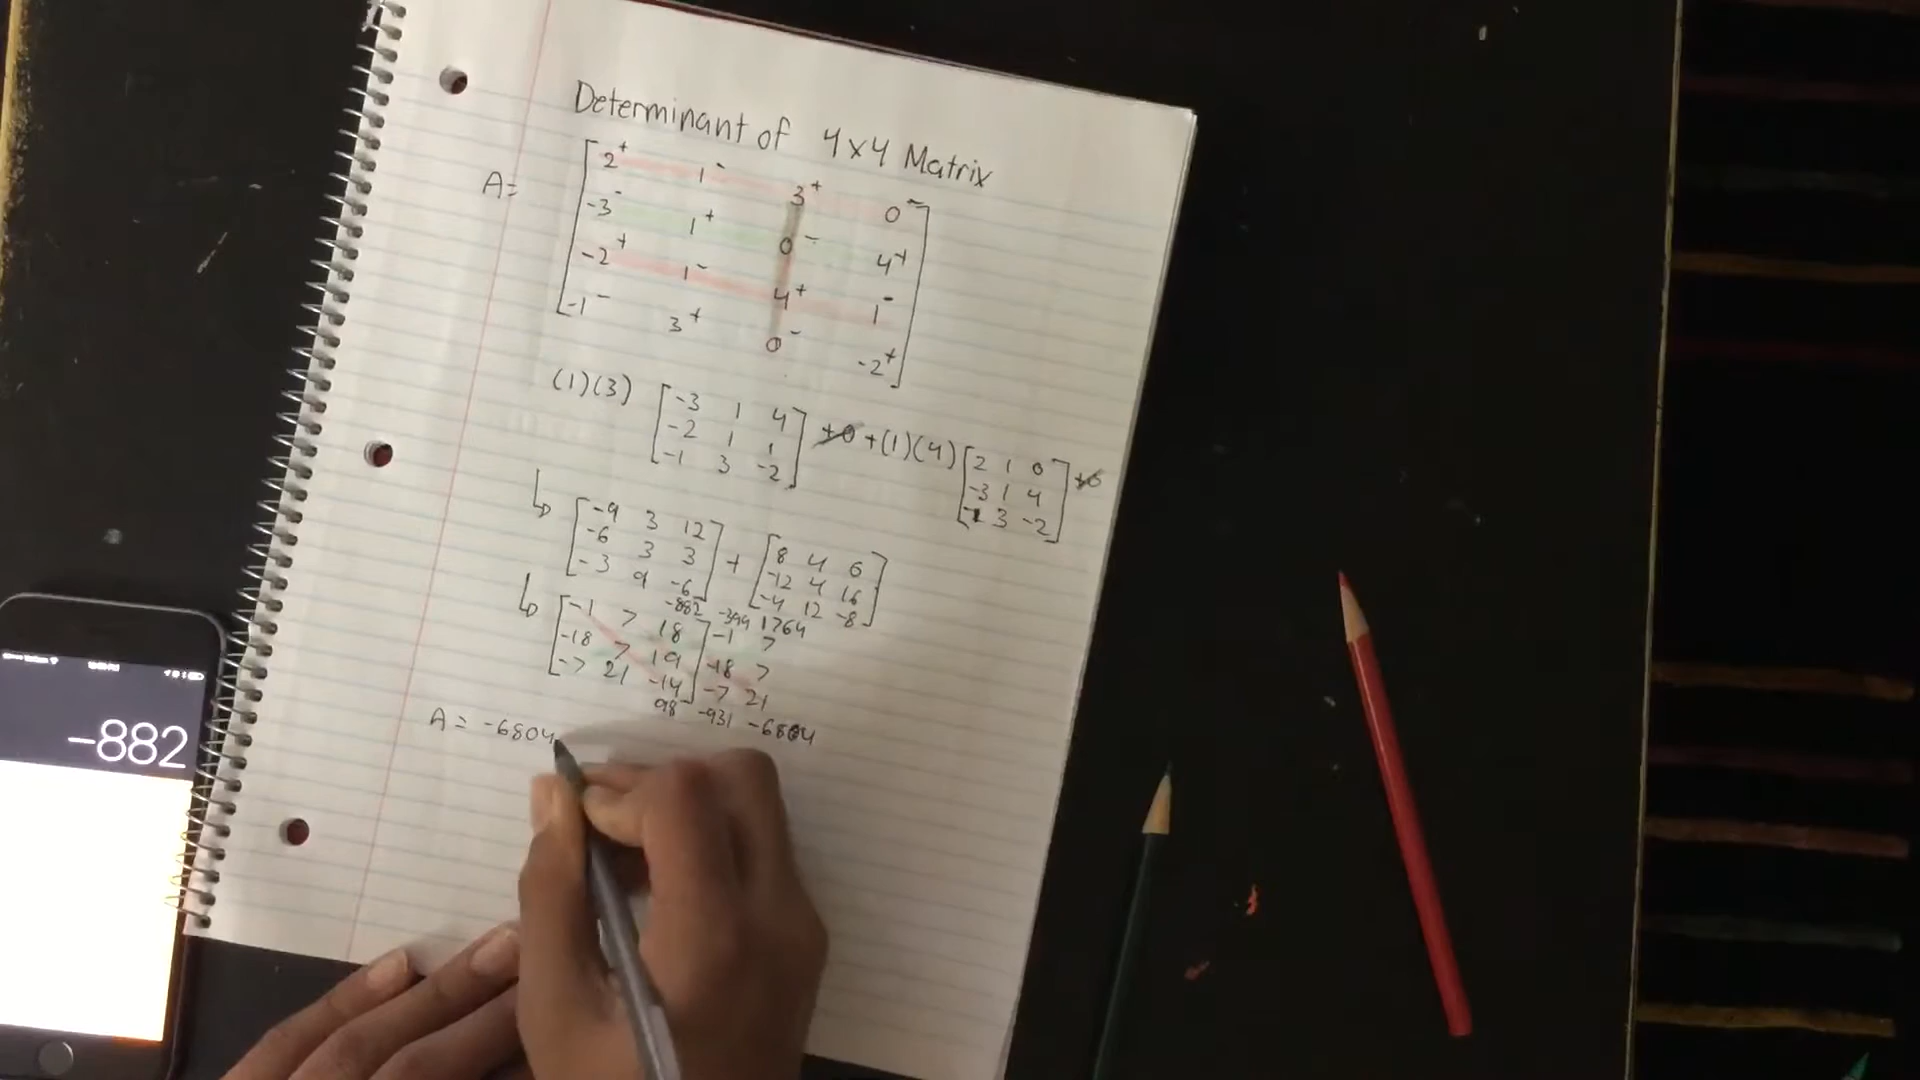 Determinant of 4x4 Matrix
A= [2⁺ 1⁻ 3⁺ 0⁻
-3⁻ 1⁺ 0⁻ 4⁺
-2⁺ 1⁻ 4⁺ 1⁻
-1⁻ 3⁺ 0⁻ -2⁺]
(1)(3) [-3 1 4
-2 1 1
-1 3 -2] +0 +(1)(4) [2 1 0
-3 1 4
-1 3 -2] +0
↳ [-9 3 12
-6 3 3
-3 9 -6] + [8 4 6
-12 4 16
-4 12 -8]
-882 -399 1764
↳ [-1 7 18] -1 7
[-18 7 19] -18 7
[-7 21 -14] -7 21
98 -931 -6804
A = -6804
-882